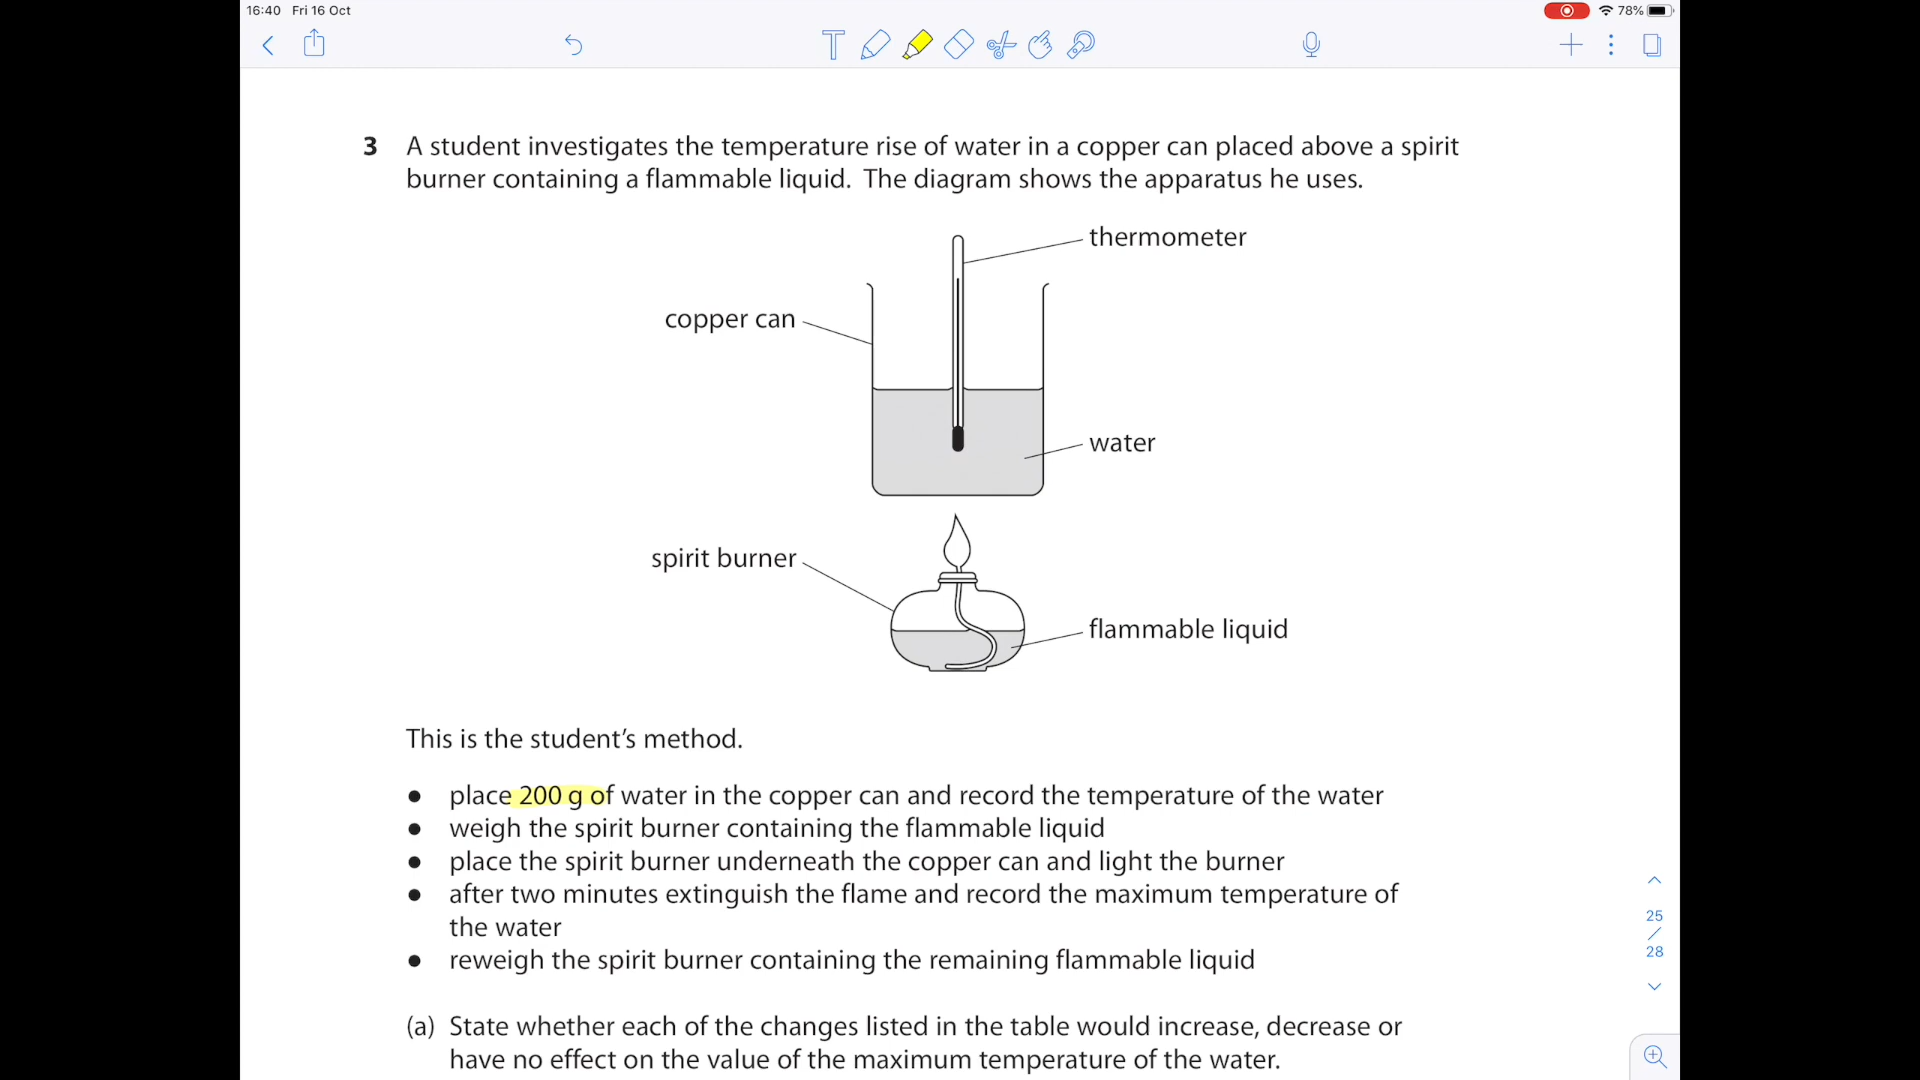 16:40 Fri 16 Oct
78%
T
3 A student investigates the temperature rise of water in a copper can placed above a spirit
burner containing a flammable liquid. The diagram shows the apparatus he uses.
thermometer
copper can
water
spirit burner
flammable liquid
This is the student’s method.
● place 200 g of water in the copper can and record the temperature of the water
● weigh the spirit burner containing the flammable liquid
● place the spirit burner underneath the copper can and light the burner
● after two minutes extinguish the flame and record the maximum temperature of
the water
● reweigh the spirit burner containing the remaining flammable liquid
25
/
28
(a) State whether each of the changes listed in the table would increase, decrease or
have no effect on the value of the maximum temperature of the water.